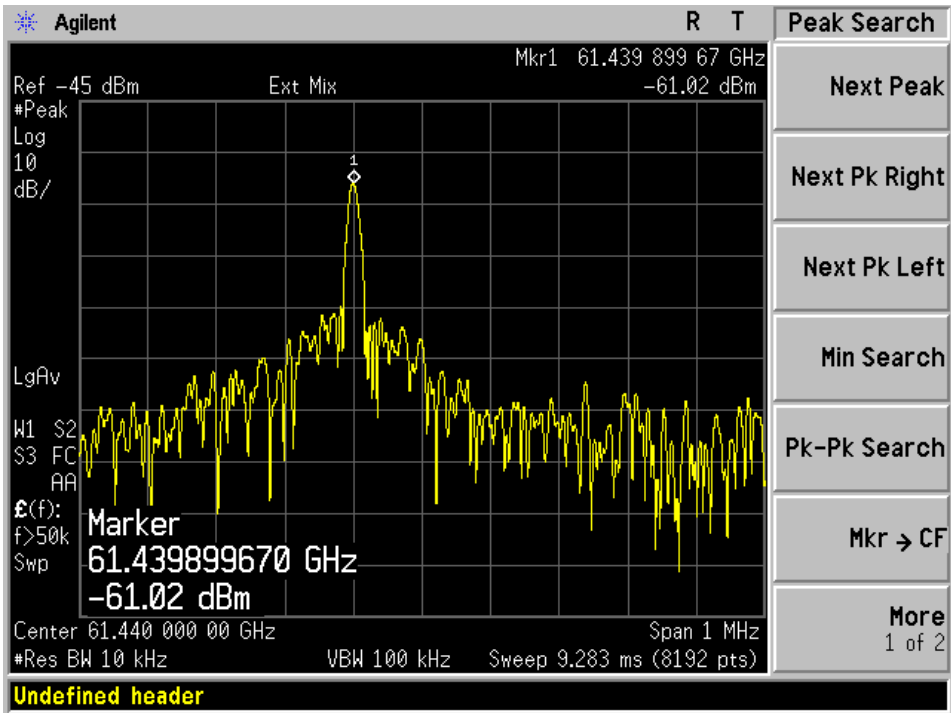 Agilent R T Peak Search
Mkr1 61.439 899 67 GHz
Ref -45 dBm Ext Mix -61.02 dBm
#Peak
Log
10
dB/
1
LgAv
W1 S2
S3 FC
AA
£(f):
f>50k
Swp
Marker
61.439899670 GHz
-61.02 dBm
Center 61.440 000 00 GHz Span 1 MHz
#Res BW 10 kHz VBW 100 kHz Sweep 9.283 ms (8192 pts)
Undefined header
Next Peak
Next Pk Right
Next Pk Left
Min Search
Pk-Pk Search
Mkr → CF
More
1 of 2